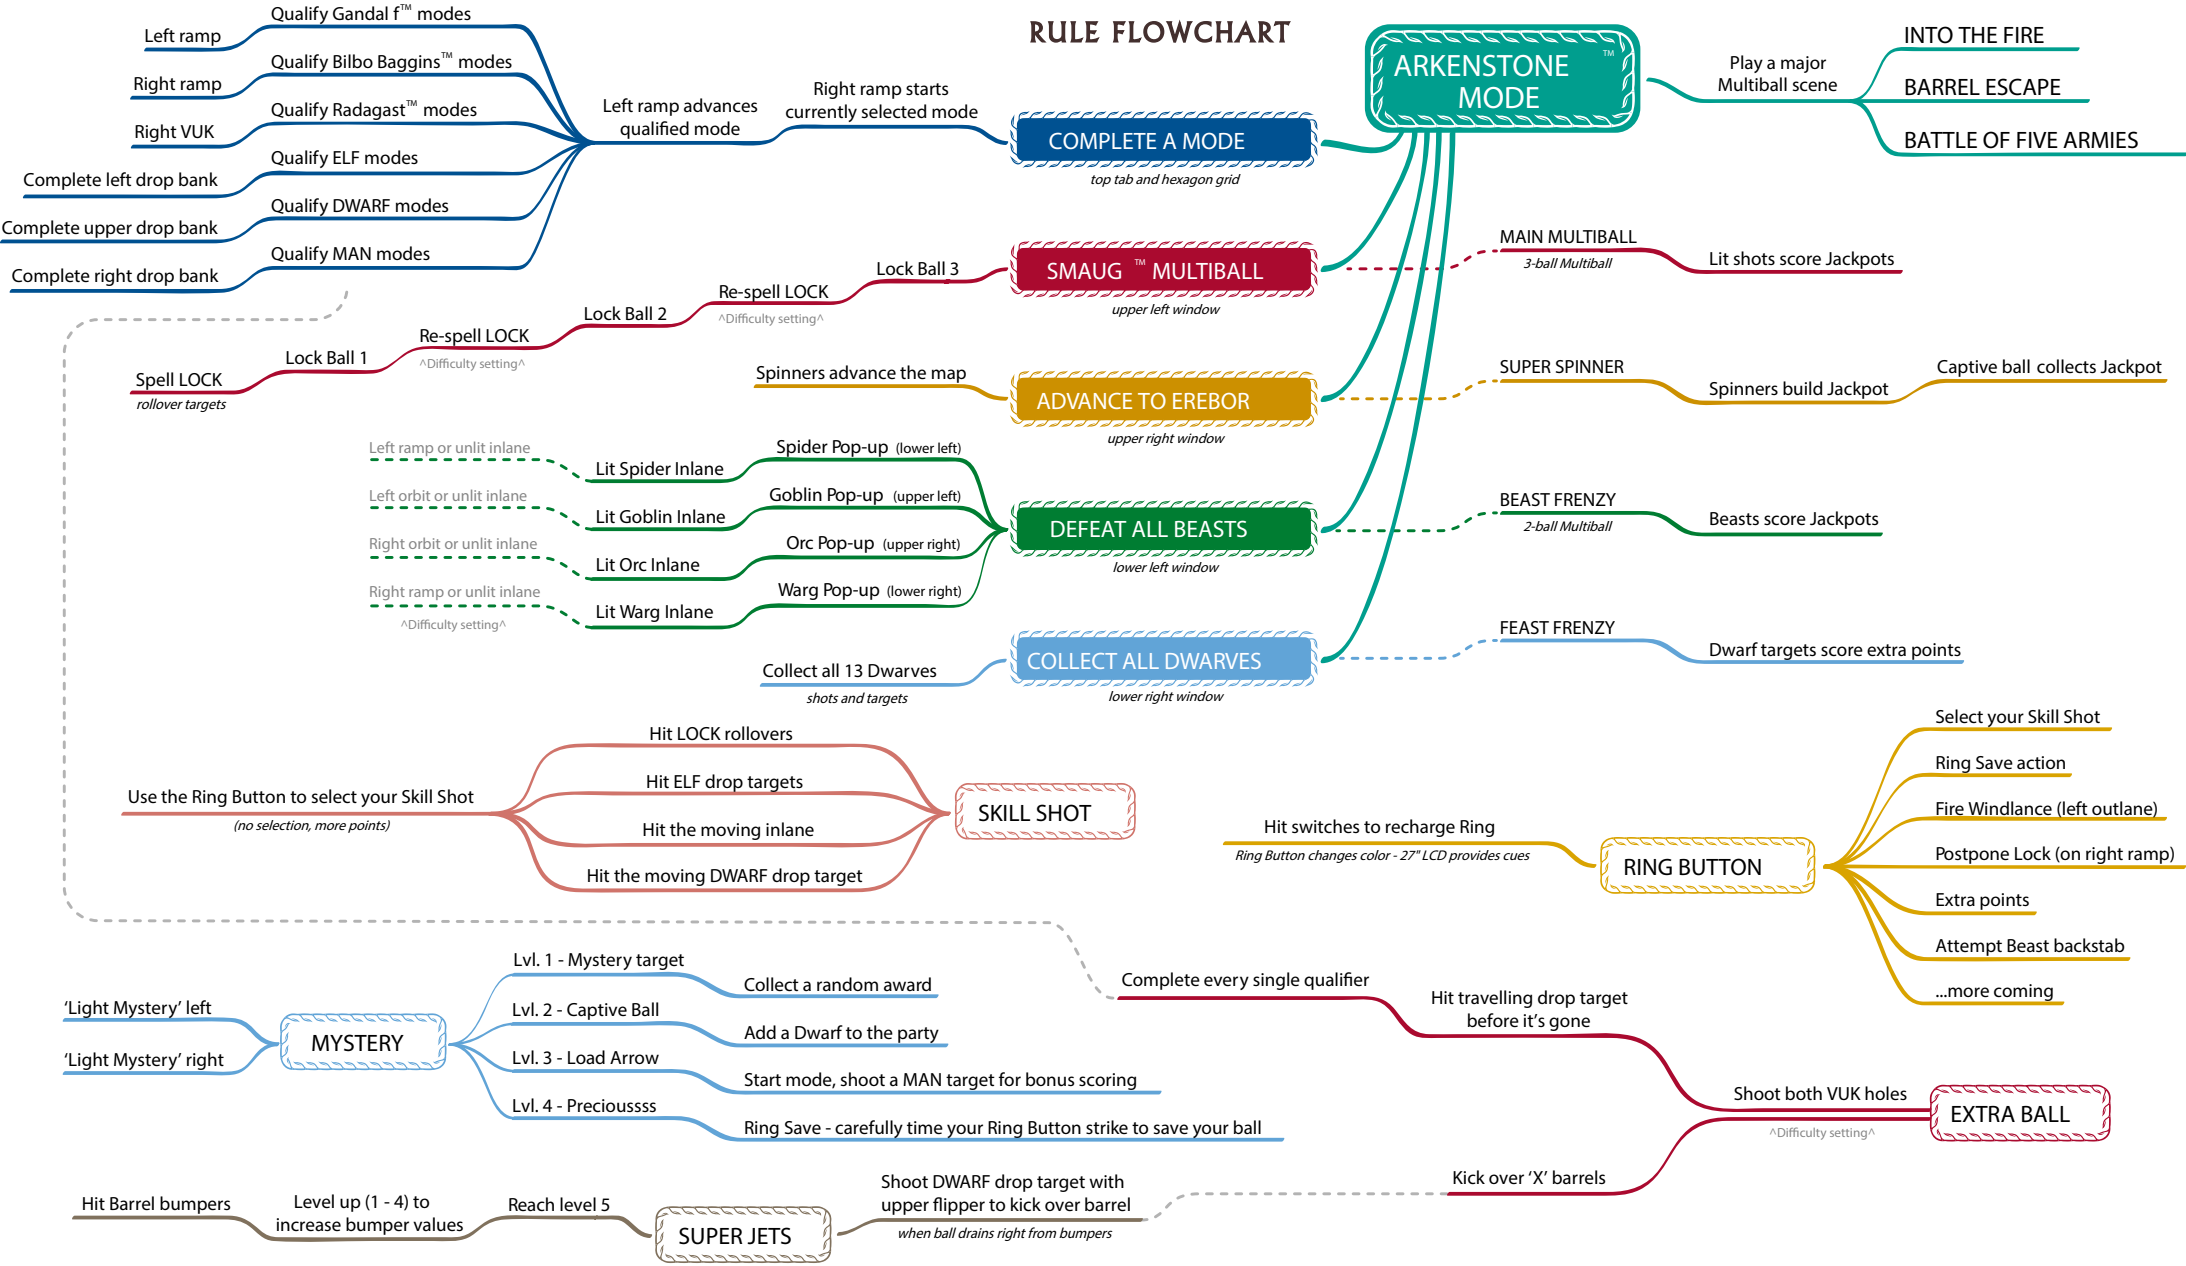 RULE FLOWCHART
ARKENSTONE ™
MODE
Play a major
Multiball scene
INTO THE FIRE
BARREL ESCAPE
BATTLE OF FIVE ARMIES
Left ramp
Qualify Gandal f™ modes
Right ramp
Qualify Bilbo Baggins™ modes
Right VUK
Qualify Radagast™ modes
Complete left drop bank
Qualify ELF modes
Complete upper drop bank
Qualify DWARF modes
Complete right drop bank
Qualify MAN modes
Left ramp advances
qualified mode
Right ramp starts
currently selected mode
COMPLETE A MODE
top tab and hexagon grid
Spell LOCK
rollover targets
Lock Ball 1
Re-spell LOCK
^Difficulty setting^
Lock Ball 2
Re-spell LOCK
^Difficulty setting^
Lock Ball 3
SMAUG ™ MULTIBALL
upper left window
MAIN MULTIBALL
3-ball Multiball
Lit shots score Jackpots
Spinners advance the map
ADVANCE TO EREBOR
upper right window
SUPER SPINNER
Spinners build Jackpot
Captive ball collects Jackpot
Left ramp or unlit inlane
Lit Spider Inlane
Spider Pop-up (lower left)
Left orbit or unlit inlane
Lit Goblin Inlane
Goblin Pop-up (upper left)
Right orbit or unlit inlane
Lit Orc Inlane
Orc Pop-up (upper right)
Right ramp or unlit inlane
^Difficulty setting^
Lit Warg Inlane
Warg Pop-up (lower right)
DEFEAT ALL BEASTS
lower left window
BEAST FRENZY
2-ball Multiball
Beasts score Jackpots
Collect all 13 Dwarves
shots and targets
COLLECT ALL DWARVES
lower right window
FEAST FRENZY
Dwarf targets score extra points
Use the Ring Button to select your Skill Shot
(no selection, more points)
Hit LOCK rollovers
Hit ELF drop targets
Hit the moving inlane
Hit the moving DWARF drop target
SKILL SHOT
Hit switches to recharge Ring
Ring Button changes color - 27" LCD provides cues
RING BUTTON
Select your Skill Shot
Ring Save action
Fire Windlance (left outlane)
Postpone Lock (on right ramp)
Extra points
Attempt Beast backstab
...more coming
‘Light Mystery’ left
‘Light Mystery’ right
MYSTERY
Lvl. 1 - Mystery target
Collect a random award
Lvl. 2 - Captive Ball
Add a Dwarf to the party
Lvl. 3 - Load Arrow
Start mode, shoot a MAN target for bonus scoring
Lvl. 4 - Precioussss
Ring Save - carefully time your Ring Button strike to save your ball
Complete every single qualifier
Hit travelling drop target
before it’s gone
Shoot both VUK holes
^Difficulty setting^
EXTRA BALL
Kick over ‘X’ barrels
Hit Barrel bumpers
Level up (1 - 4) to
increase bumper values
Reach level 5
SUPER JETS
Shoot DWARF drop target with
upper flipper to kick over barrel
when ball drains right from bumpers